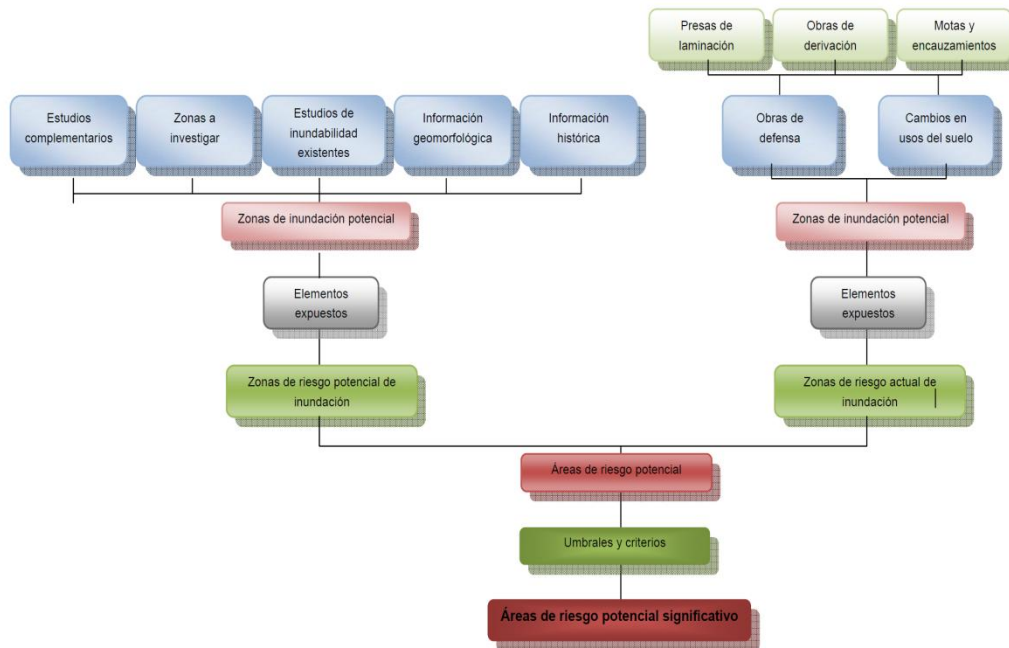 Presas de
laminación
Obras de
derivación
Motas y
encauzamientos
Estudios
complementarios
Zonas a
investigar
Estudios de
inundabilidad
existentes
Información
geomorfológica
Información
histórica
Obras de
defensa
Cambios en
usos del suelo
Zonas de inundación potencial
Zonas de inundación potencial
Elementos
expuestos
Elementos
expuestos
Zonas de riesgo potencial de
inundación
Zonas de riesgo actual de
inundación
Áreas de riesgo potencial
Umbrales y criterios
Áreas de riesgo potencial significativo